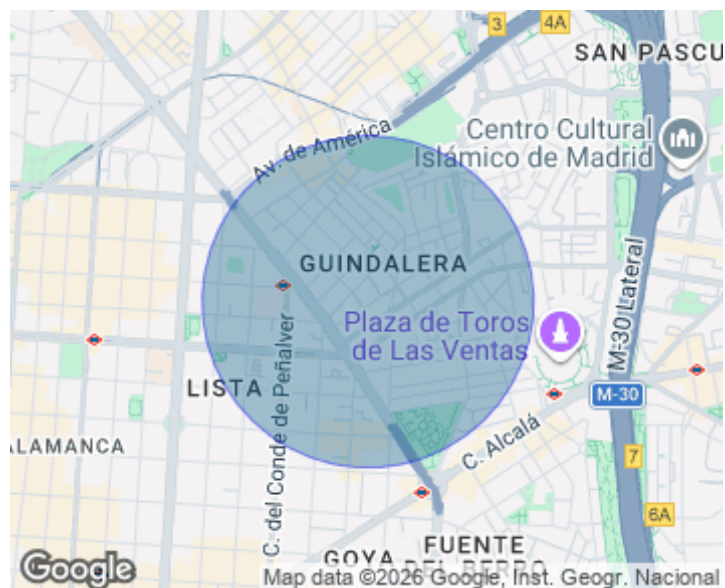 3
4A
SAN PASCU
Av. de América
Centro Cultural
Islámico de Madrid
GUINDALERA
M-30 Lateral
Plaza de Toros
de Las Ventas
C. del Conde de Peñalver
LISTA
M-30
ALAMANCA
C. Alcalá
7
6A
FUENTE
GOYA
DEL BERRO
Google
Map data ©2026 Google, Inst. Geogr. Nacional